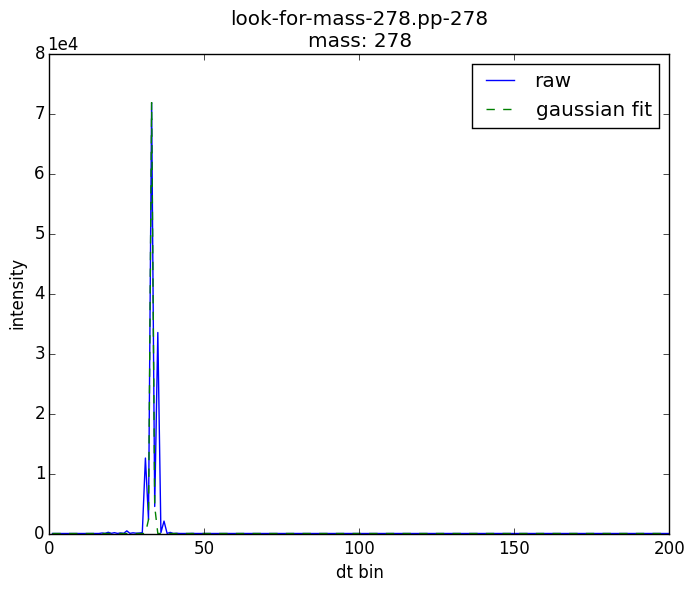 look-for-mass-278.pp-278
mass: 278
1e4
8
7
6
5
4
3
2
1
0
intensity
0
50
100
150
200
dt bin
raw
gaussian fit